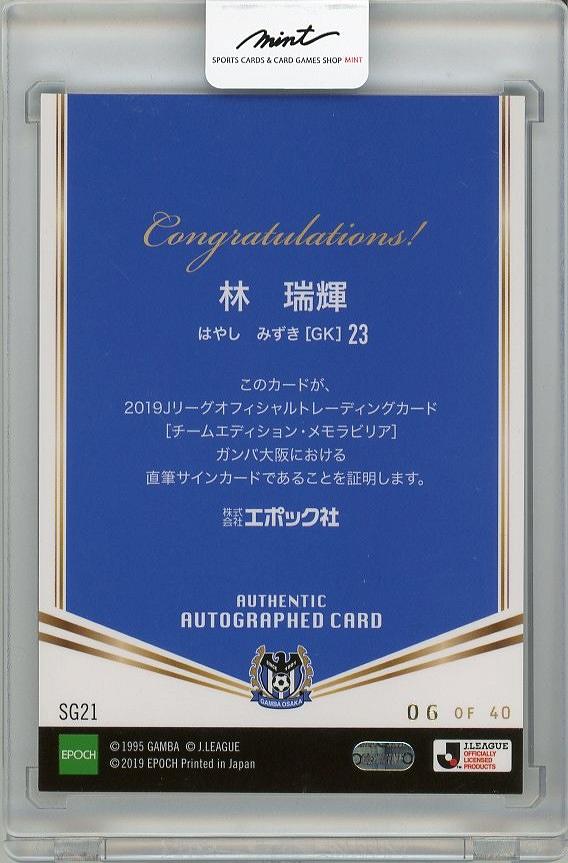 mint
SPORTS CARDS & CARD GAMES SHOP MINT
Congratulations!
林 瑞輝
はやし みずき [GK] 23
このカードが、
2019Jリーグオフィシャルトレーディングカード
[チームエディション・メモラビリア]
ガンバ大阪における
直筆サインカードであることを証明します。
株式会社エポック社
AUTHENTIC
AUTOGRAPHED CARD
GAMBA OSAKA
SG21
06 OF 40
EPOCH
©1995 GAMBA © J.LEAGUE
©2019 EPOCH Printed in Japan
J.LEAGUE
OFFICIALLY
LICENSED
PRODUCTS